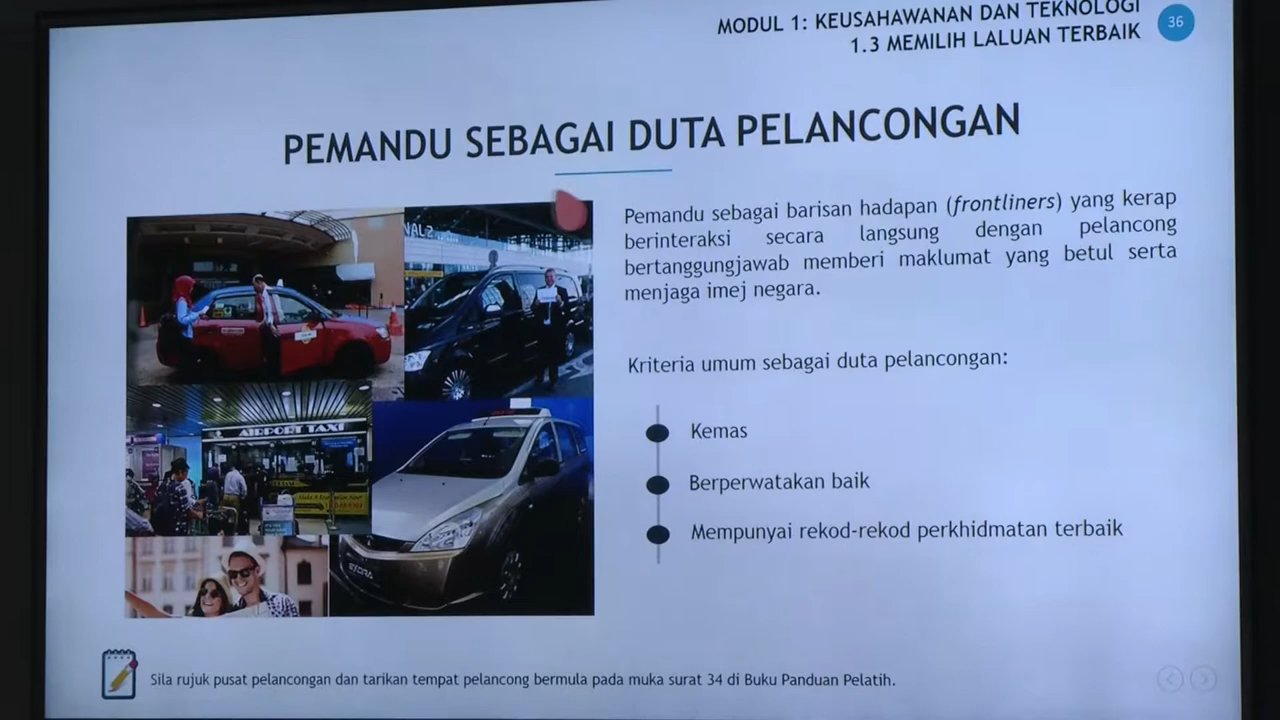 MODUL 1: KEUSAHAWANAN DAN TEKNOLOGI
1.3 MEMILIH LALUAN TERBAIK
36
PEMANDU SEBAGAI DUTA PELANCONGAN
Pemandu sebagai barisan hadapan (frontliners) yang kerap
berinteraksi secara langsung dengan pelancong
bertanggungjawab memberi maklumat yang betul serta
menjaga imej negara.
Kriteria umum sebagai duta pelancongan:
Kemas
Berperwatakan baik
Mempunyai rekod-rekod perkhidmatan terbaik
AIRPORT TAXI
EXORA
Sila rujuk pusat pelancongan dan tarikan tempat pelancong bermula pada muka surat 34 di Buku Panduan Pelatih.